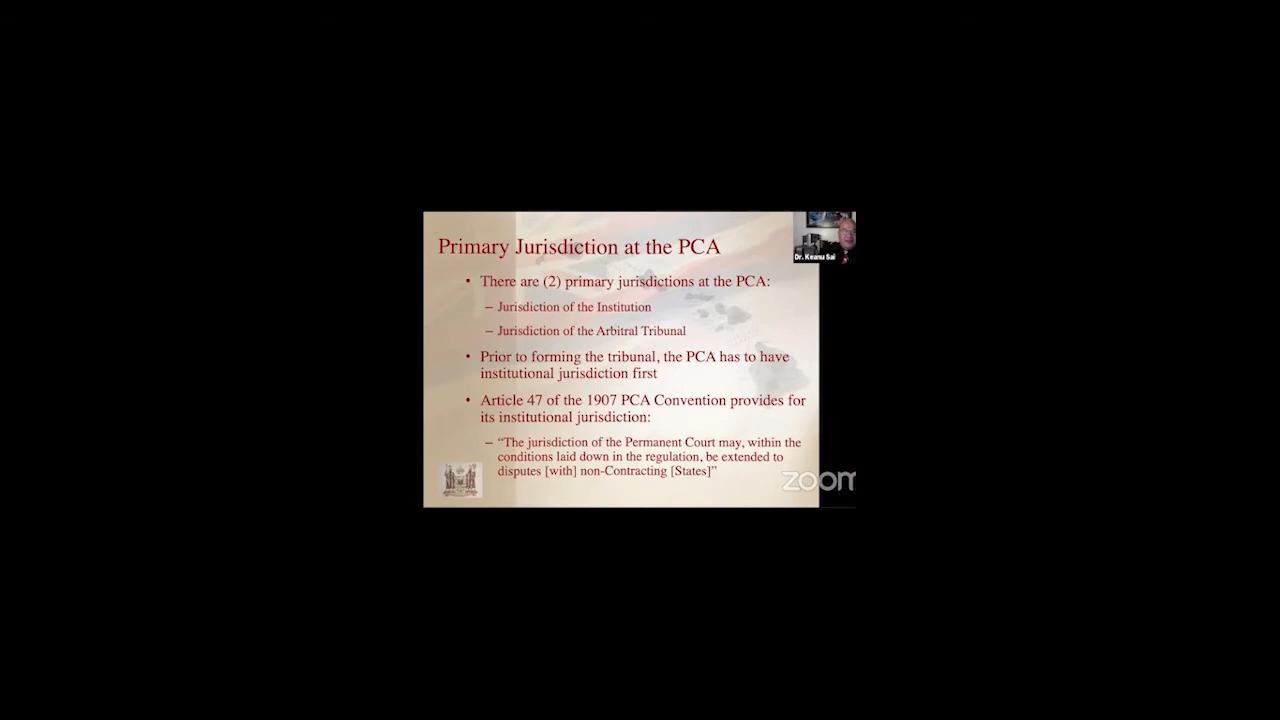 Primary Jurisdiction at the PCA
Dr. Keanu Sai
• There are (2) primary jurisdictions at the PCA:
– Jurisdiction of the Institution
– Jurisdiction of the Arbitral Tribunal
• Prior to forming the tribunal, the PCA has to have
institutional jurisdiction first
• Article 47 of the 1907 PCA Convention provides for
its institutional jurisdiction:
– “The jurisdiction of the Permanent Court may, within the
conditions laid down in the regulation, be extended to
disputes [with] non-Contracting [States]”
zoom